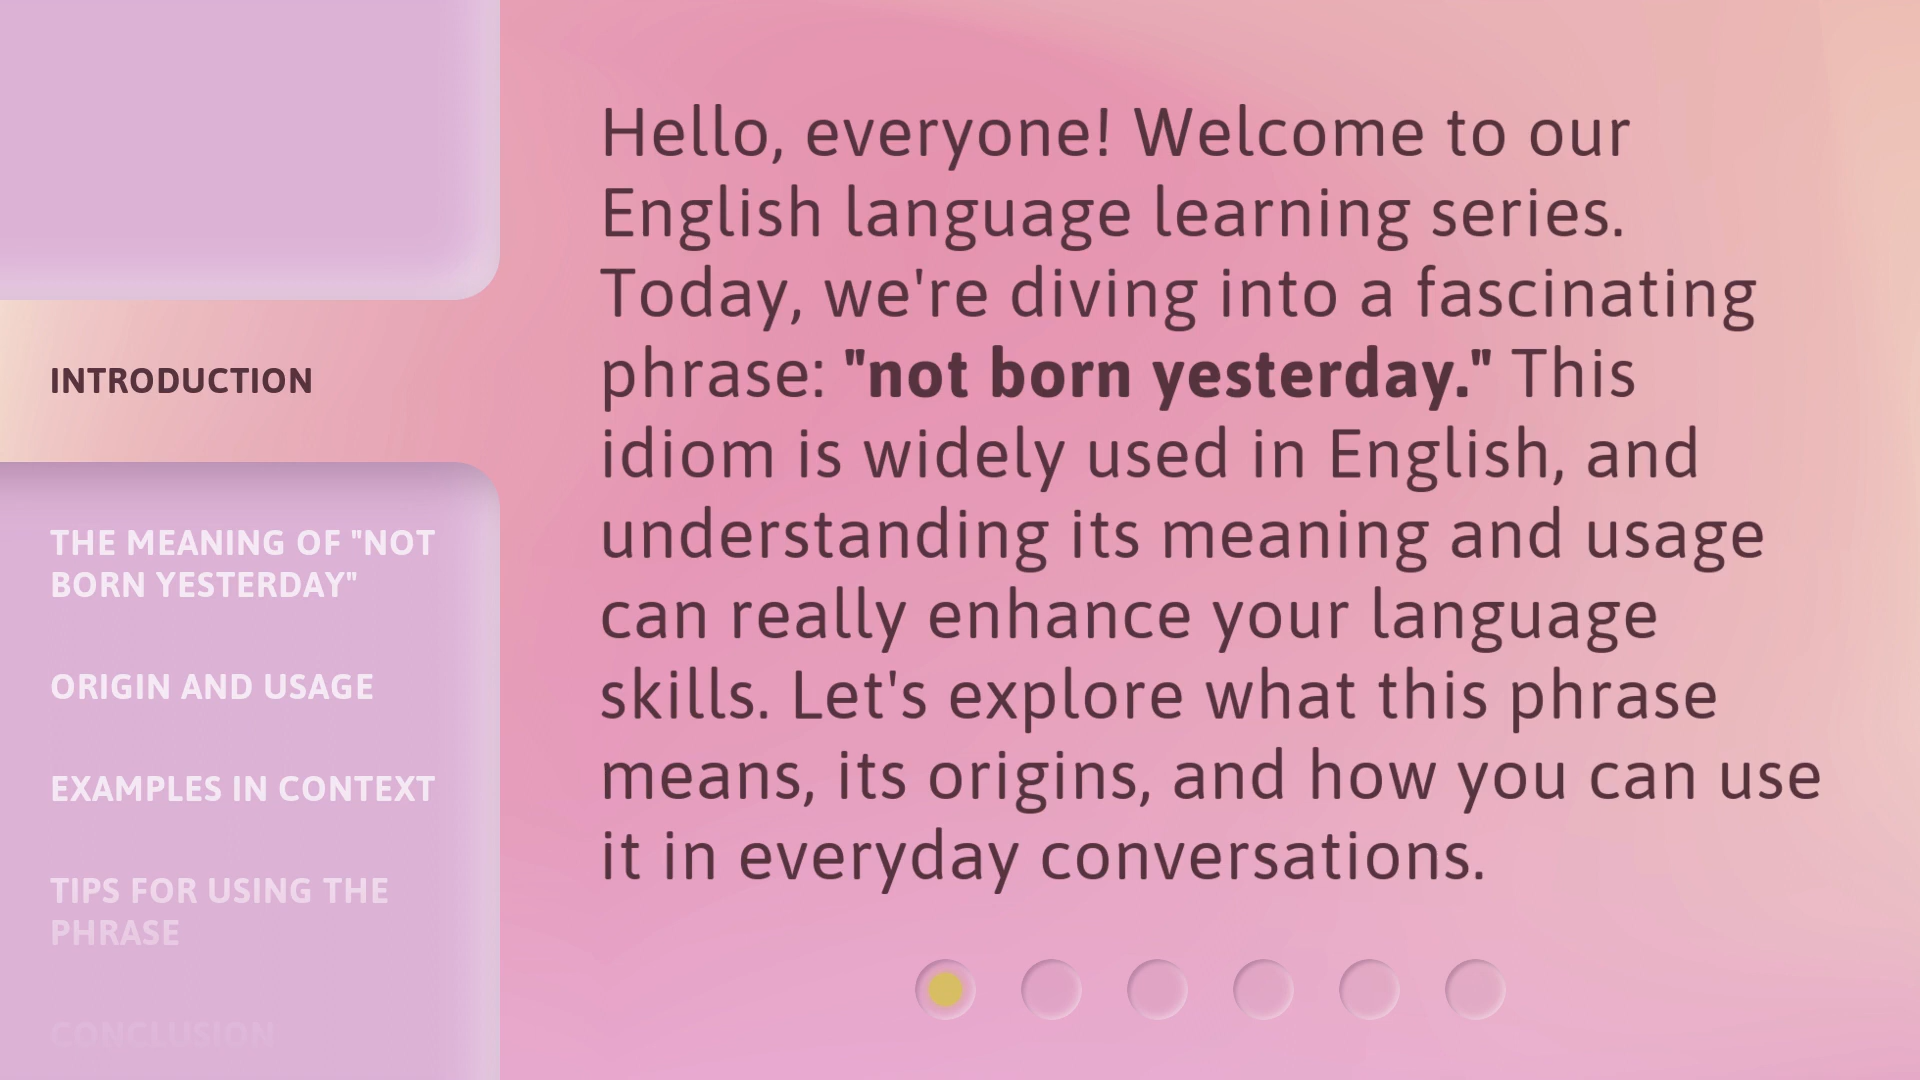 INTRODUCTION
THE MEANING OF "NOT
BORN YESTERDAY"
ORIGIN AND USAGE
EXAMPLES IN CONTEXT
TIPS FOR USING THE
PHRASE
CONCLUSION
Hello, everyone! Welcome to our
English language learning series.
Today, we're diving into a fascinating
phrase: "not born yesterday." This
idiom is widely used in English, and
understanding its meaning and usage
can really enhance your language
skills. Let's explore what this phrase
means, its origins, and how you can use
it in everyday conversations.